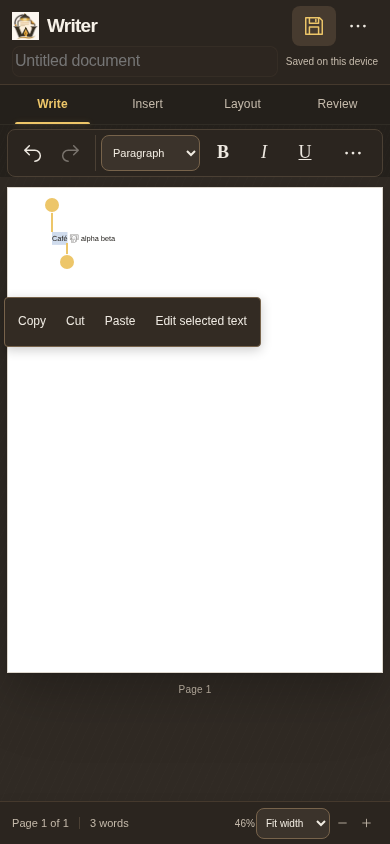 Writer
Untitled document
Saved on this device
Write Insert Layout Review
Paragraph B I U
Café alpha beta
Copy Cut Paste Edit selected text
Page 1
Page 1 of 1 3 words 46% Fit width